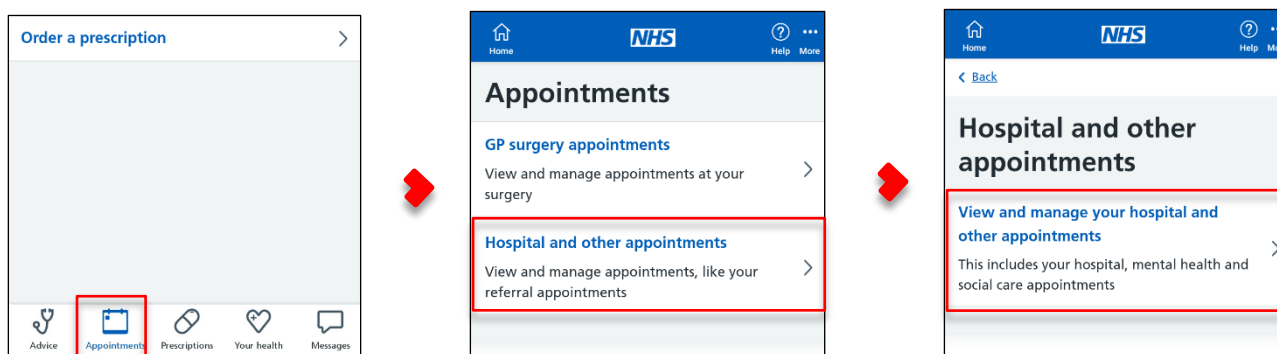 Order a prescription
Advice
Appointments
Prescriptions
Your health
Messages
Home
NHS
Help
More
Appointments
GP surgery appointments
View and manage appointments at your
surgery
Hospital and other appointments
View and manage appointments, like your
referral appointments
Home
NHS
Help
Mo
Back
Hospital and other
appointments
View and manage your hospital and
other appointments
This includes your hospital, mental health and
social care appointments